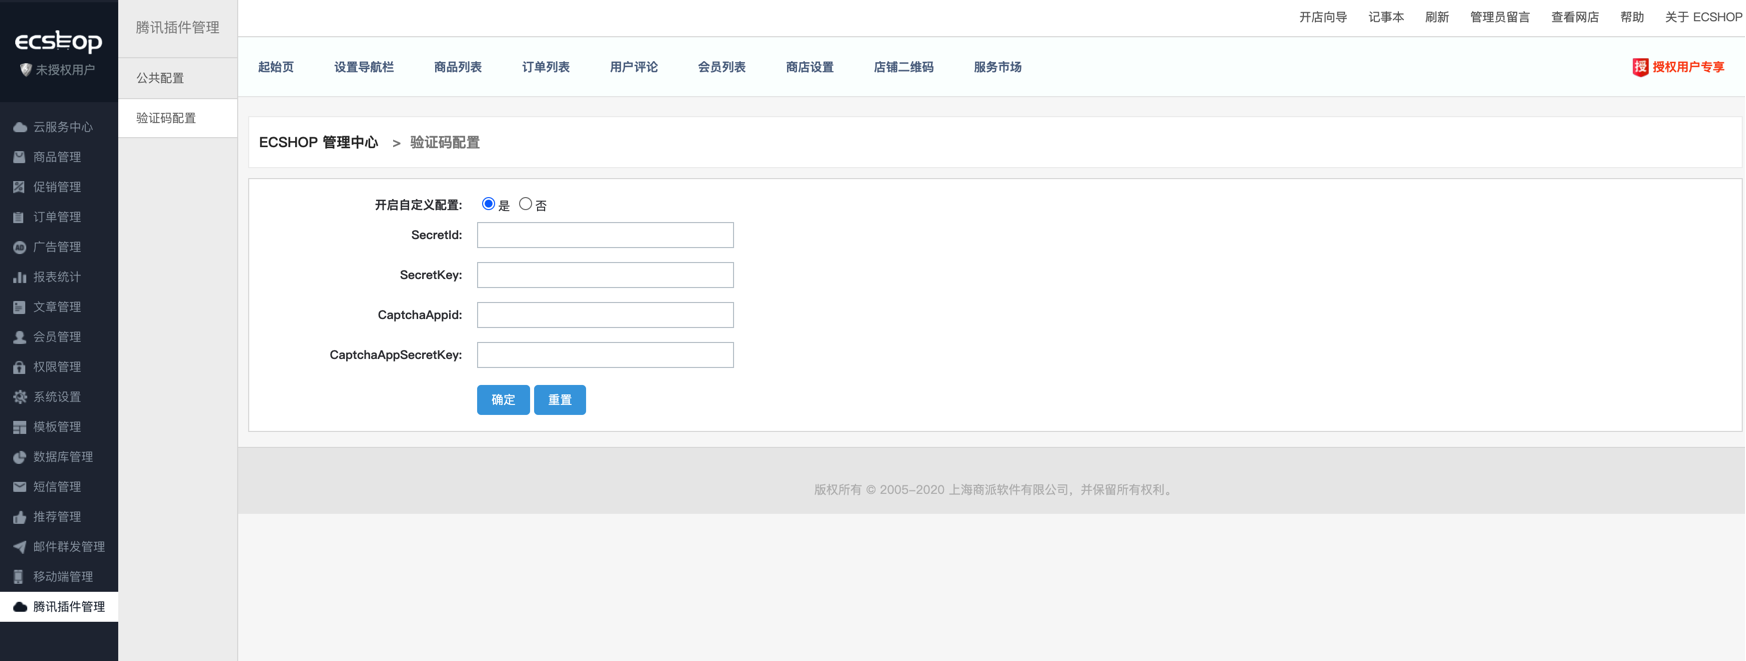 ecshop
未授权用户
云服务中心
商品管理
促销管理
订单管理
广告管理
报表统计
文章管理
会员管理
权限管理
系统设置
模板管理
数据库管理
短信管理
推荐管理
邮件群发管理
移动端管理
腾讯插件管理
腾讯插件管理
公共配置
验证码配置
开店向导 记事本 刷新 管理员留言 查看网店 帮助 关于 ECSHOP
起始页 设置导航栏 商品列表 订单列表 用户评论 会员列表 商店设置 店铺二维码 服务市场 授 授权用户专享
ECSHOP 管理中心 > 验证码配置
开启自定义配置: 是 否
SecretId:
SecretKey:
CaptchaAppid:
CaptchaAppSecretKey:
确定 重置
版权所有 © 2005-2020 上海商派软件有限公司，并保留所有权利。